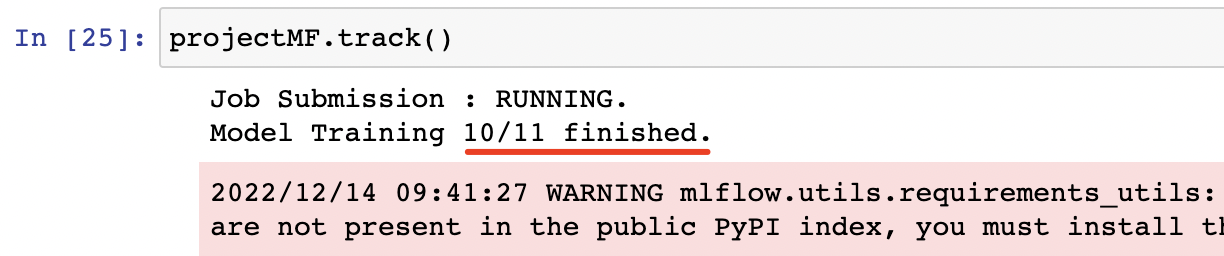 In [25]: projectMF.track()
Job Submission : RUNNING.
Model Training 10/11 finished.
2022/12/14 09:41:27 WARNING mlflow.utils.requirements_utils:
are not present in the public PyPI index, you must install